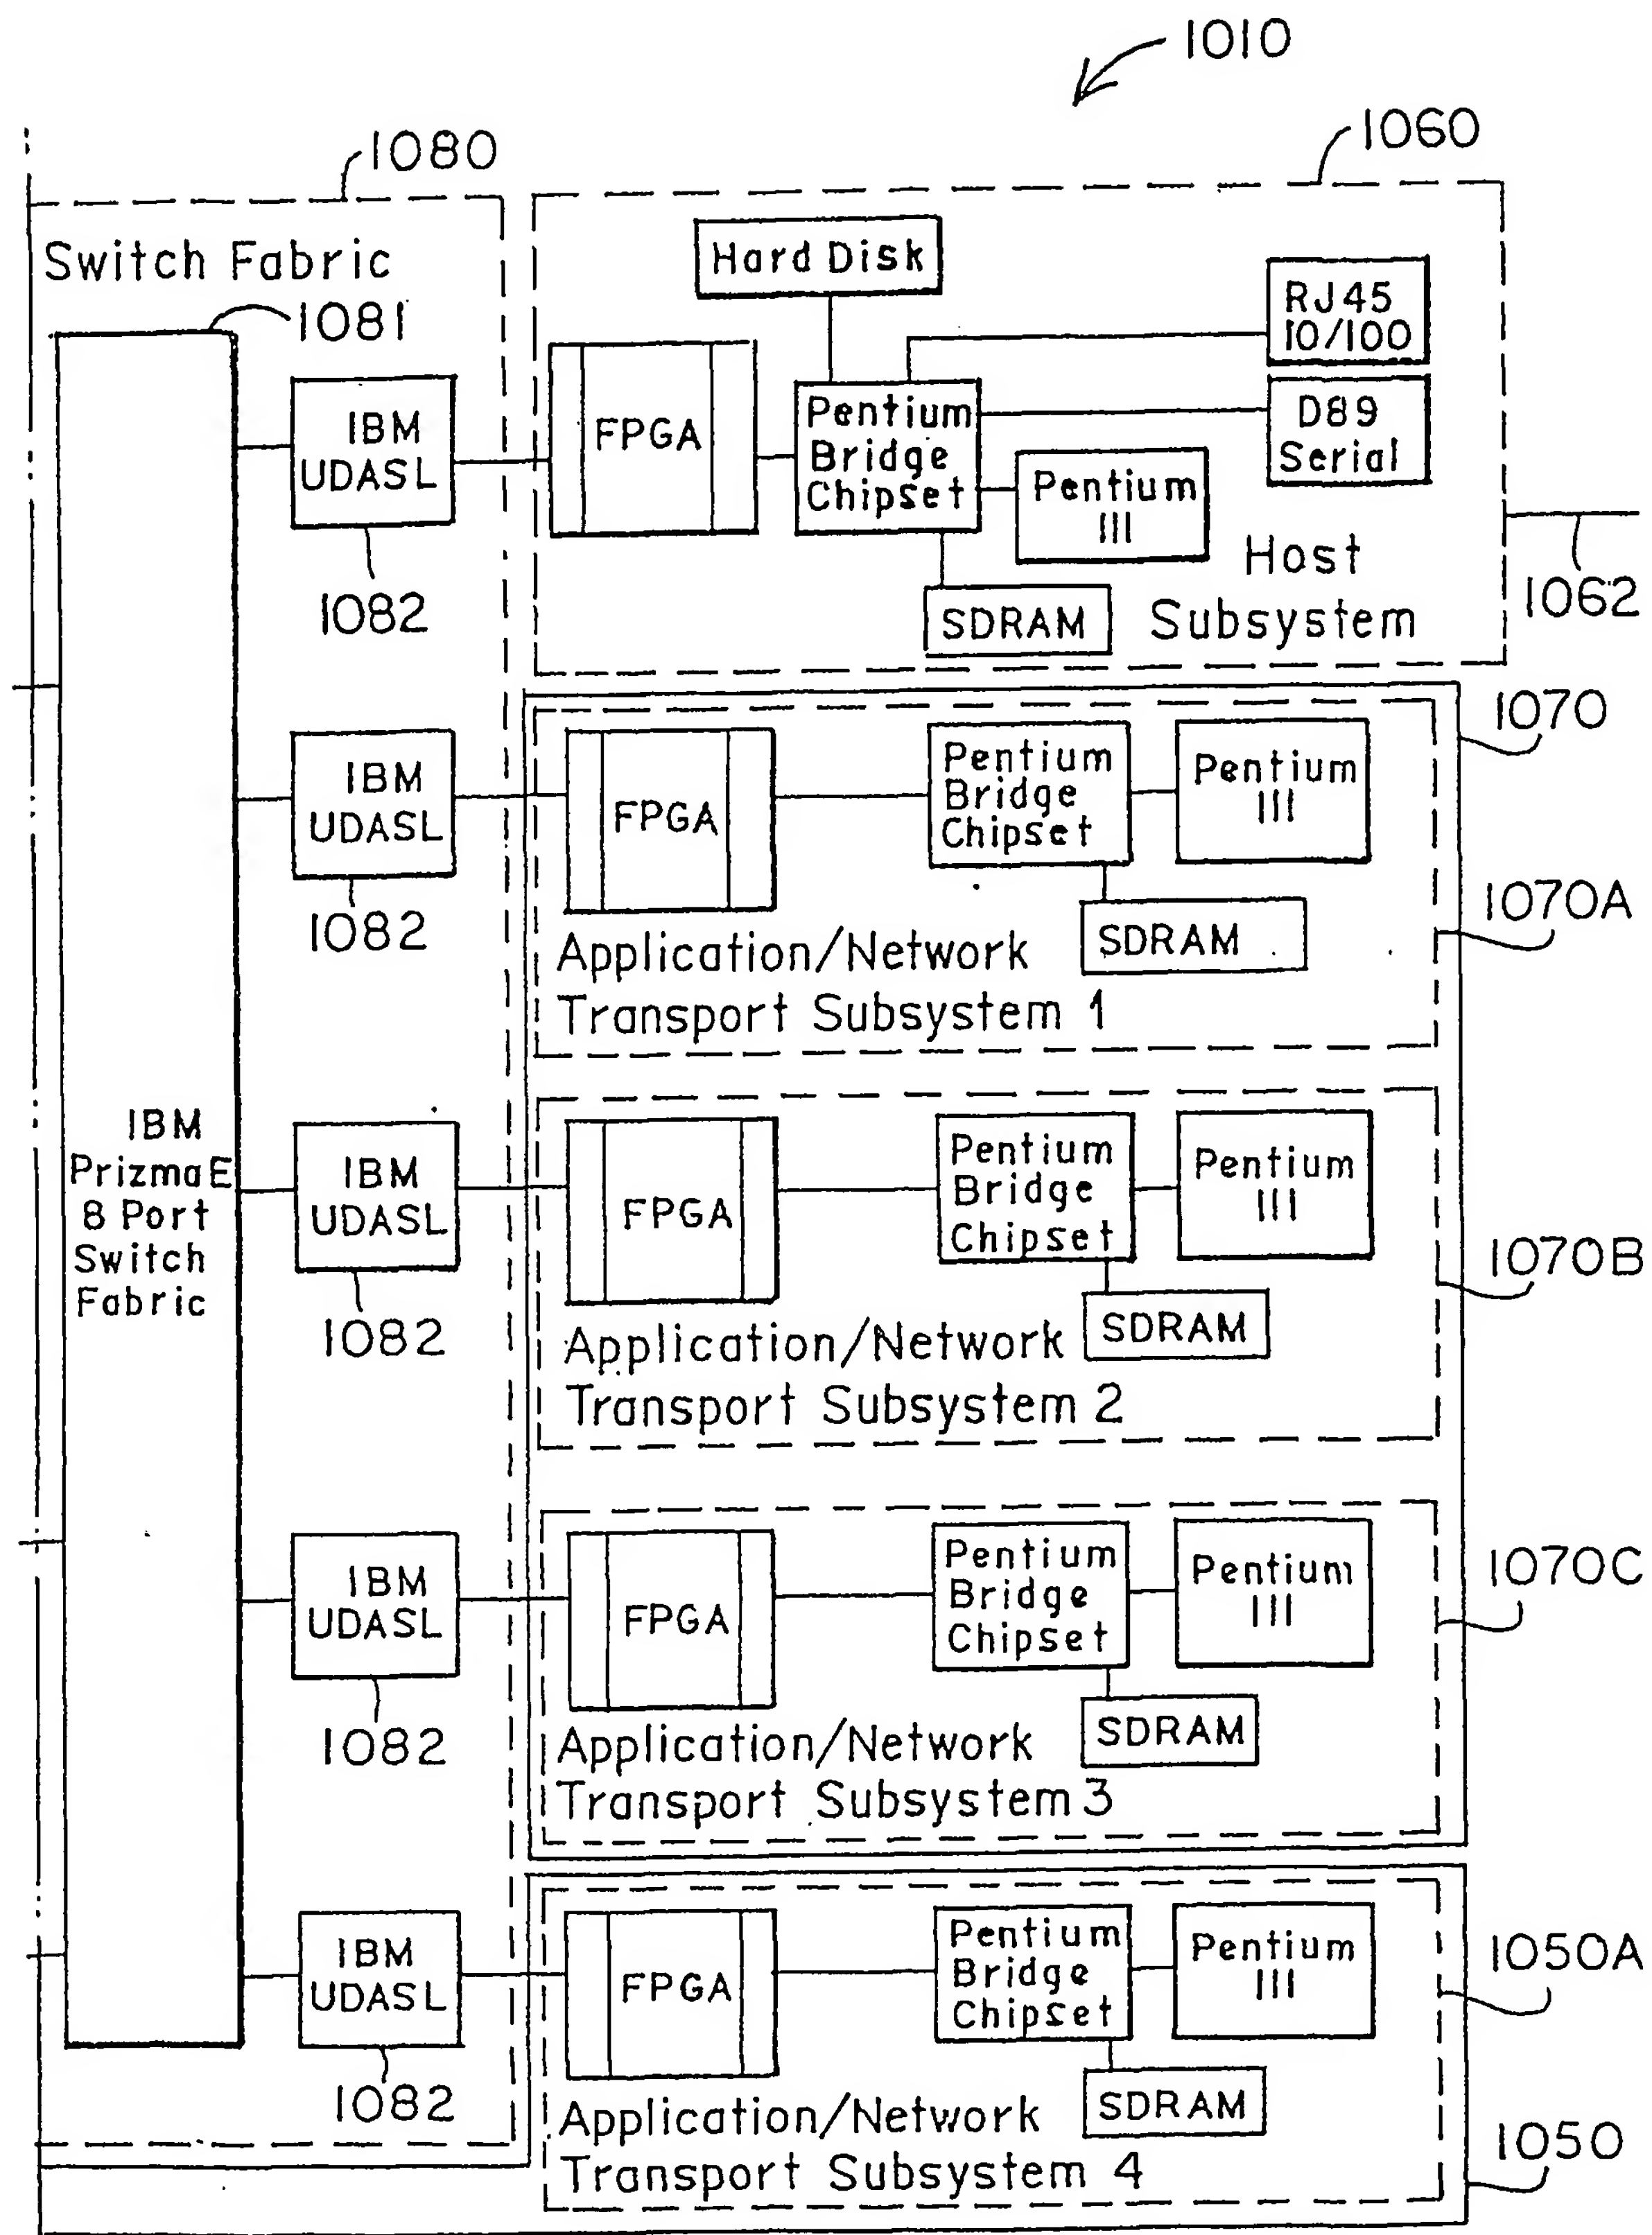 1010
1080
1060
Switch Fabric
1081
Hard Disk
RJ45
10/100
IBM
UDASL
FPGA
Pentium
Bridge
Chipset
D89
Serial
Pentium
III
1082
SDRAM
Host
Subsystem
1062
1070
IBM
UDASL
FPGA
Pentium
Bridge
Chipset
Pentium
III
1082
SDRAM
1070A
Application/Network
Transport Subsystem 1
IBM
PrizmaE
8 Port
Switch
Fabric
IBM
UDASL
FPGA
Pentium
Bridge
Chipset
Pentium
III
1070B
1082
SDRAM
Application/Network
Transport Subsystem 2
IBM
UDASL
FPGA
Pentium
Bridge
Chipset
Pentium
III
1070C
1082
SDRAM
Application/Network
Transport Subsystem 3
IBM
UDASL
FPGA
Pentium
Bridge
Chipset
Pentium
III
1050A
1082
SDRAM
Application/Network
Transport Subsystem 4
1050